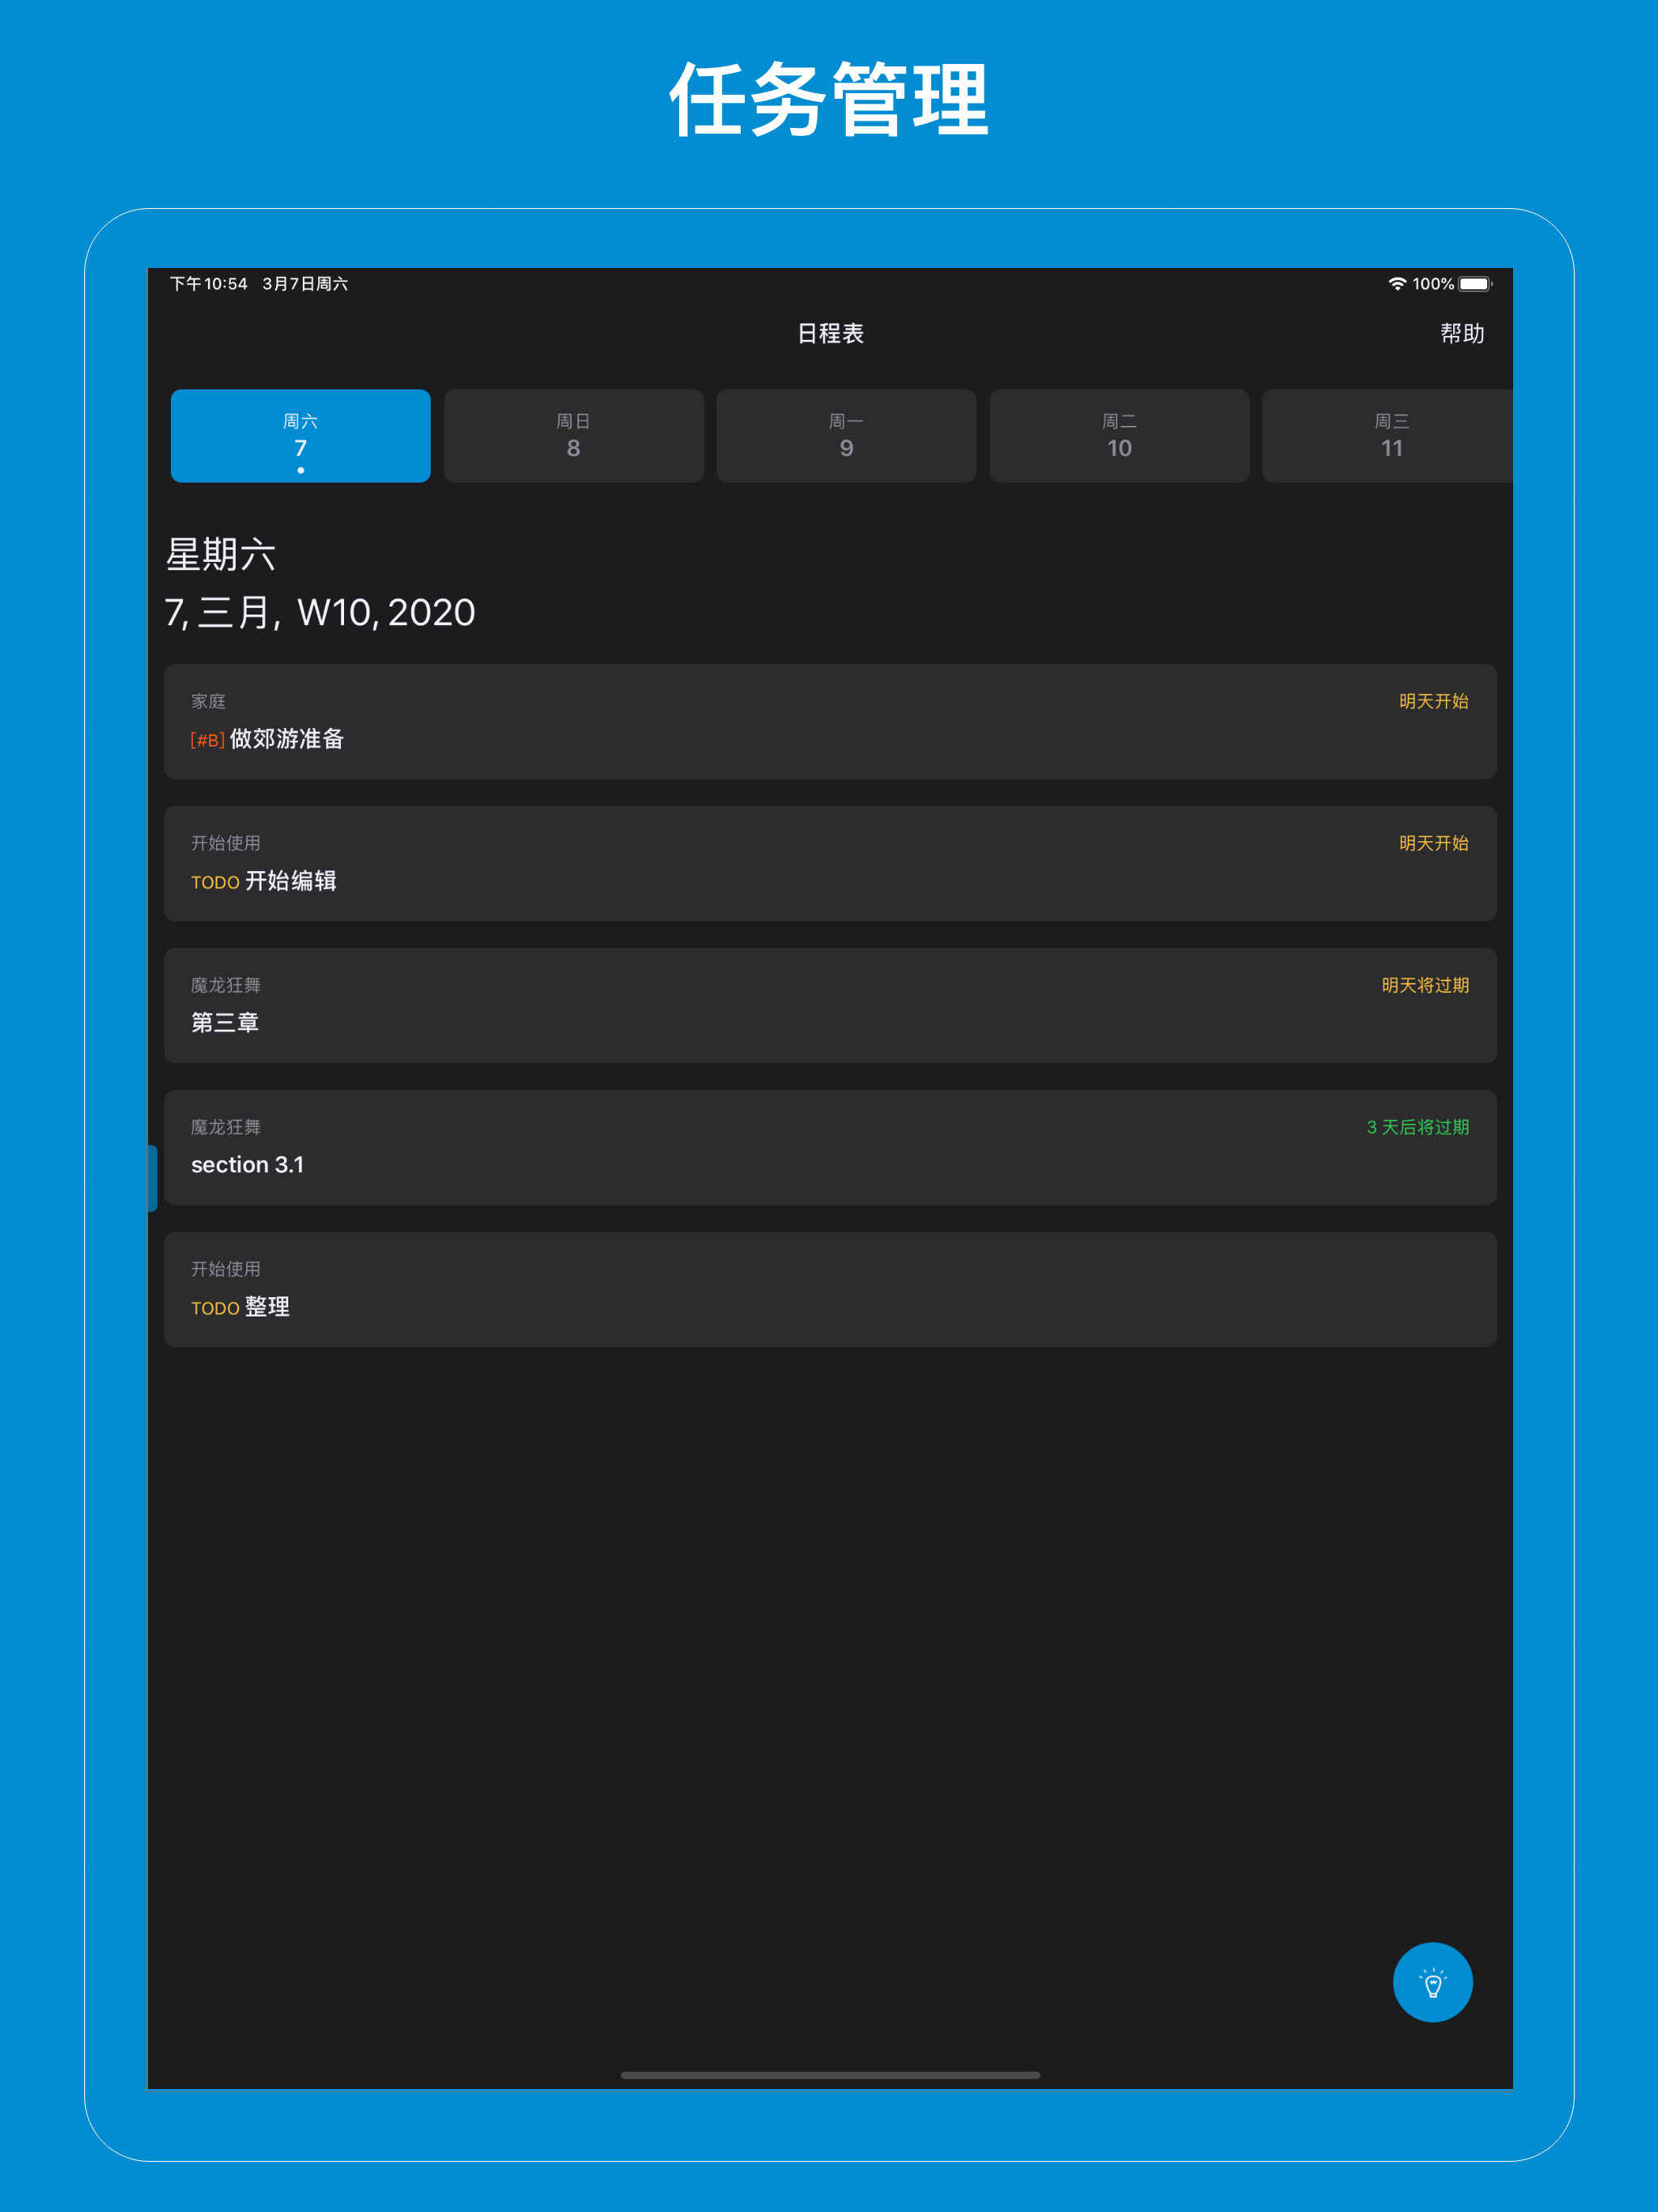 任务管理
下午10:54 3月7日周六 100%
日程表 帮助
周六 周日 周一 周二 周三
7 8 9 10 11
星期六
7, 三月, W10, 2020
家庭 明天开始
[#B] 做郊游准备
开始使用 明天开始
TODO 开始编辑
魔龙狂舞 明天将过期
第三章
魔龙狂舞 3 天后将过期
section 3.1
开始使用
TODO 整理